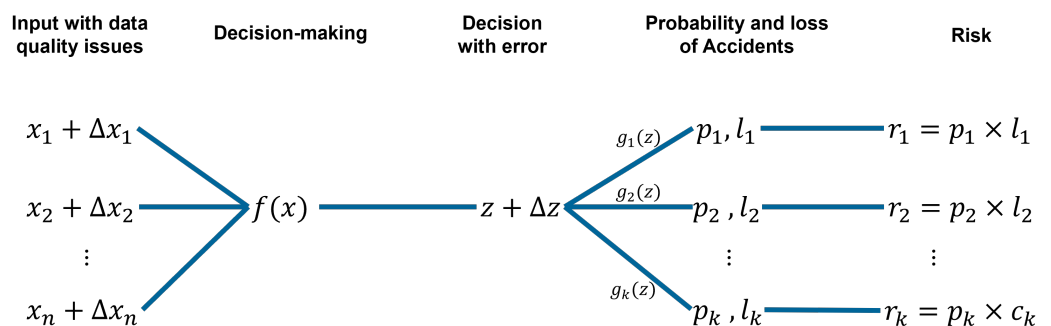 Input with data
quality issues
Decision-making
Decision
with error
Probability and loss
of Accidents
Risk
x₁ + Δx₁
x₂ + Δx₂
⋮
xₙ + Δxₙ
f(x)
z + Δz
g₁(z)
g₂(z)
gₖ(z)
p₁, l₁
p₂ , l₂
⋮
pₖ , lₖ
r₁ = p₁ × l₁
r₂ = p₂ × l₂
⋮
rₖ = pₖ × cₖ